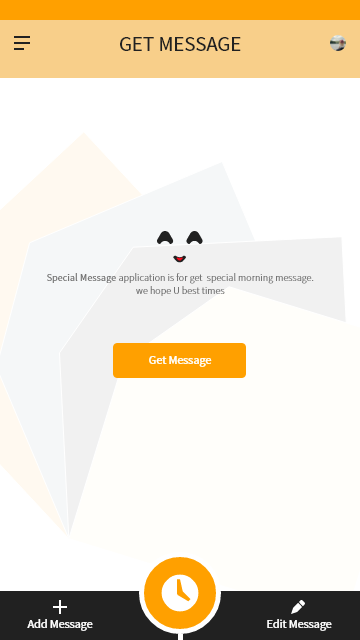 GET MESSAGE
Special Message application is for get  special morning message.
we hope U best times
Get Message
Add Message
Edit Message